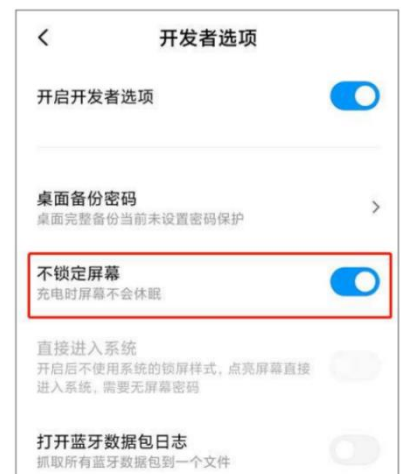 开发者选项
开启开发者选项
桌面备份密码
桌面完整备份当前未设置密码保护
不锁定屏幕
充电时屏幕不会休眠
直接进入系统
开启后不使用系统的锁屏样式，点亮屏幕直接
进入系统，需要无屏幕密码
打开蓝牙数据包日志
抓取所有蓝牙数据包到一个文件